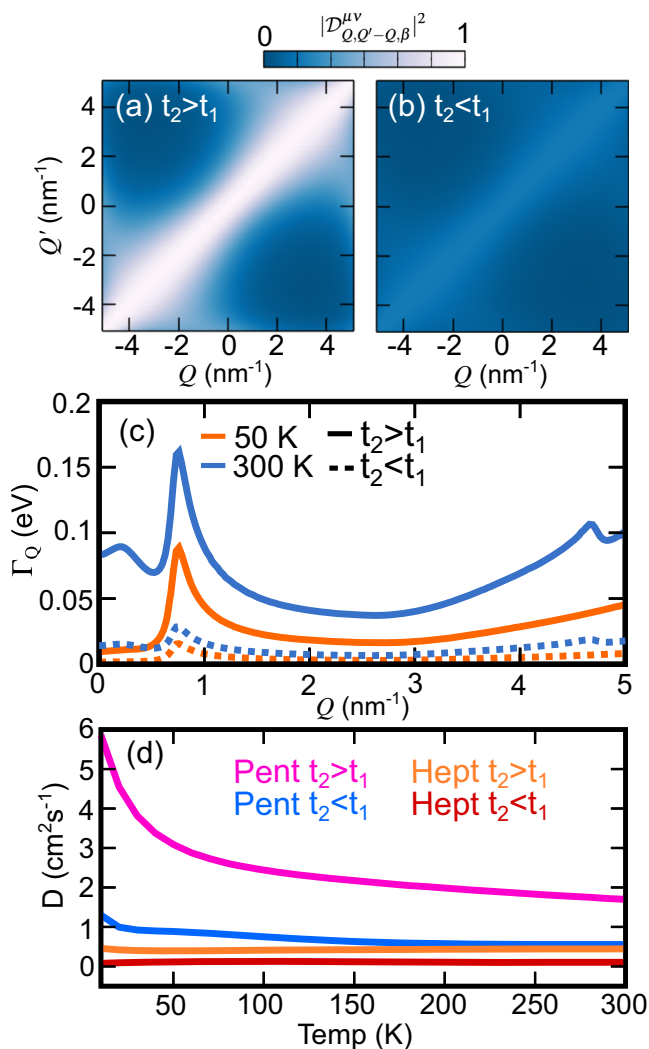 0 |𝒟^{μν}_{Q,Q′−Q,β}|² 1
(a) t₂>t₁ (b) t₂<t₁
4
2
0
-2
-4
Q′ (nm⁻¹)
-4 -2 0 2 4 -4 -2 0 2 4
Q (nm⁻¹) Q (nm⁻¹)
(c)
50 K t₂>t₁
300 K t₂<t₁
0.2
0.15
0.1
0.05
0
Γ_Q (eV)
0 1 2 3 4 5
Q (nm⁻¹)
(d)
Pent t₂>t₁ Hept t₂>t₁
Pent t₂<t₁ Hept t₂<t₁
6
5
4
3
2
1
0
D (cm²s⁻¹)
50 100 150 200 250 300
Temp (K)